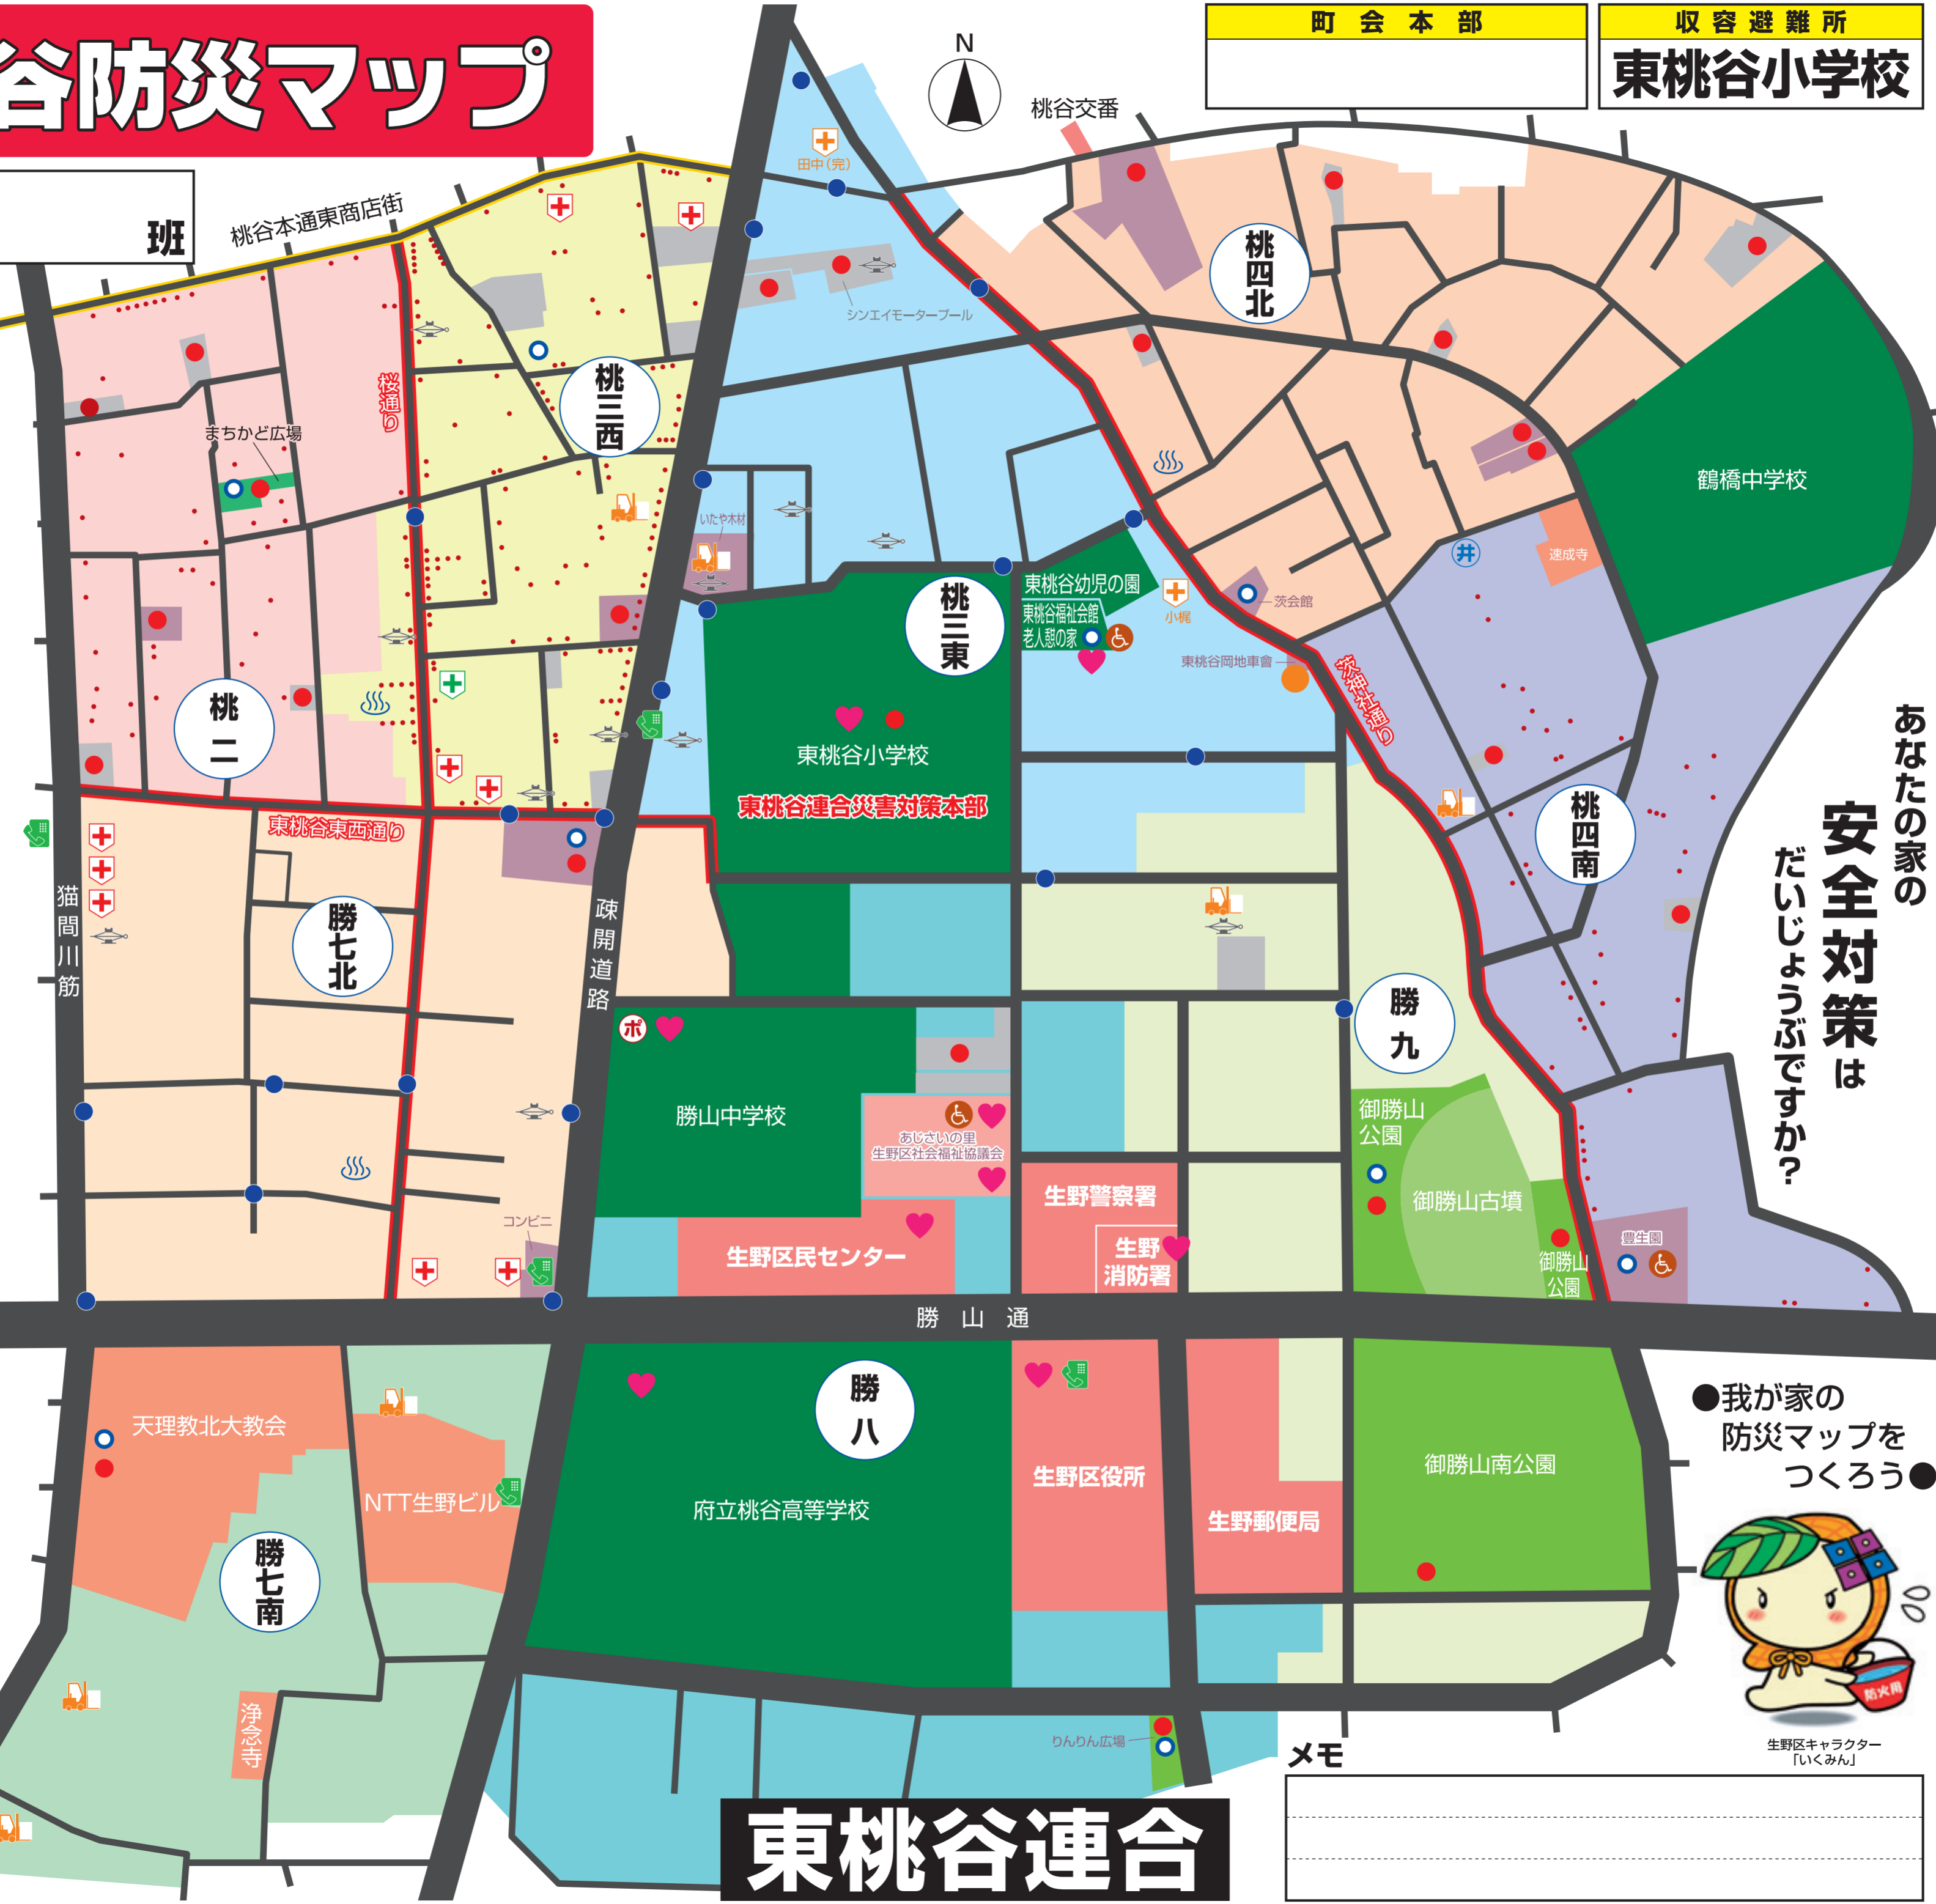 谷防災マップ
町会本部
収容避難所
東桃谷小学校
班
N
桃谷交番
桃谷本通東商店街
田中(完)
シンエイモータープール
桃四北
桃三西
桜通り
まちかど広場
いたや木材
鶴橋中学校
速成寺
井
桃三東
東桃谷幼児の園
東桃谷福祉会館
老人憩の家
小梶
茨会館
東桃谷岡地車會
茨神社通り
桃二
東桃谷小学校
東桃谷連合災害対策本部
桃四南
東桃谷東西通り
猫間川筋
勝七北
疎開道路
あなたの家の
安全対策は
だいじょうぶですか?
ポ
勝九
勝山中学校
あじさいの里
生野区社会福祉協議会
御勝山
公園
御勝山古墳
生野警察署
生野
消防署
生野区民センター
コンビニ
豊生園
御勝山
公園
勝山通
勝八
天理教北大教会
NTT生野ビル
府立桃谷高等学校
生野区役所
生野郵便局
御勝山南公園
●我が家の
防災マップを
つくろう●
勝七南
浄念寺
りんりん広場
防火用
生野区キャラクター
「いくみん」
メモ
東桃谷連合